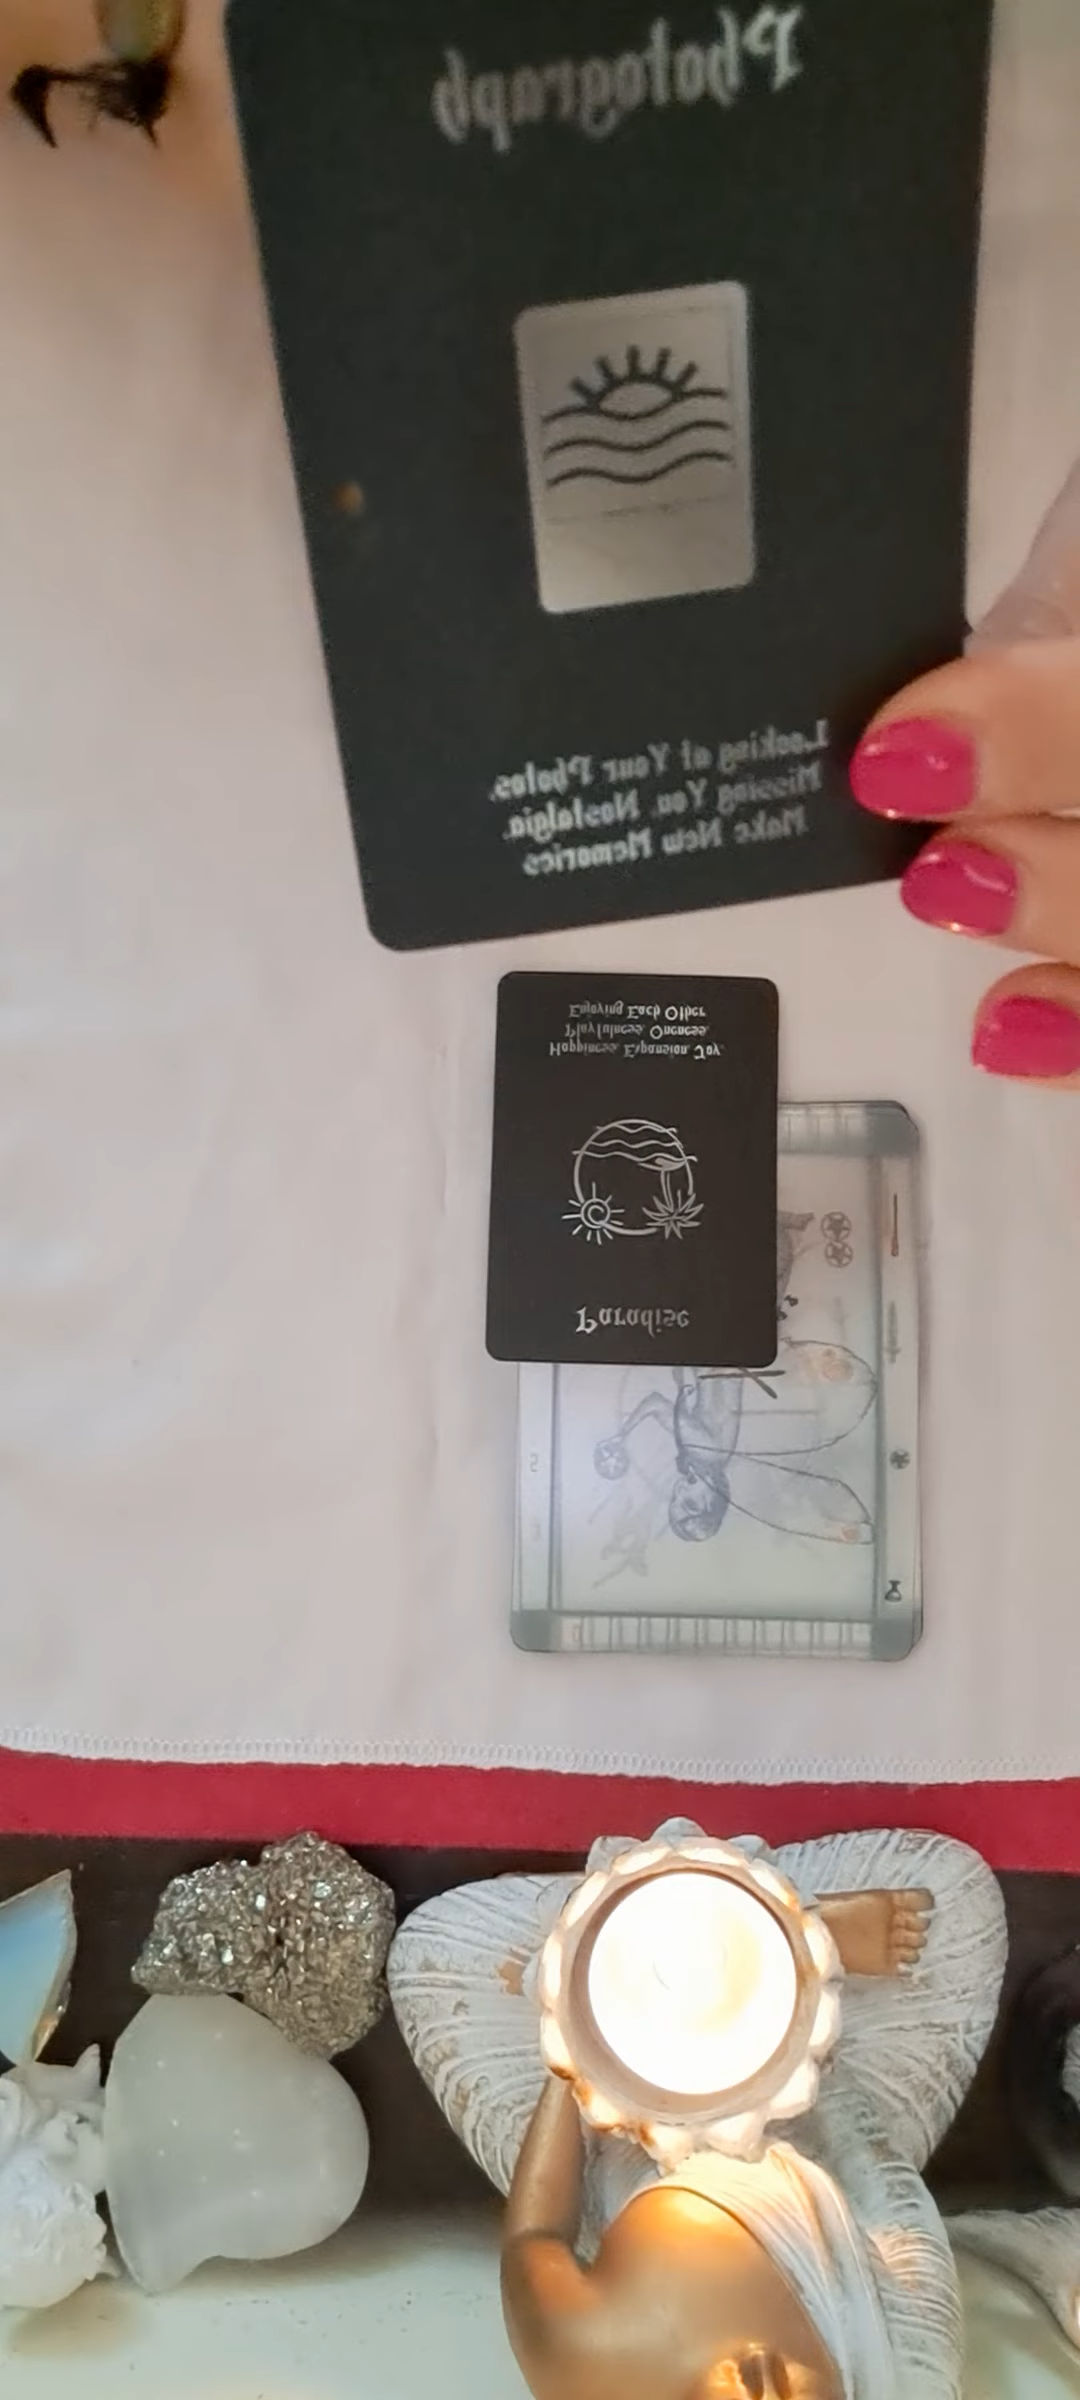 Photograph
Looking at Your Photos.
Missing You. Nostalgia.
Make New Memories
Paradise
Happiness. Expansion. Joy.
Playfulness. Oneness.
Enjoying Each Other